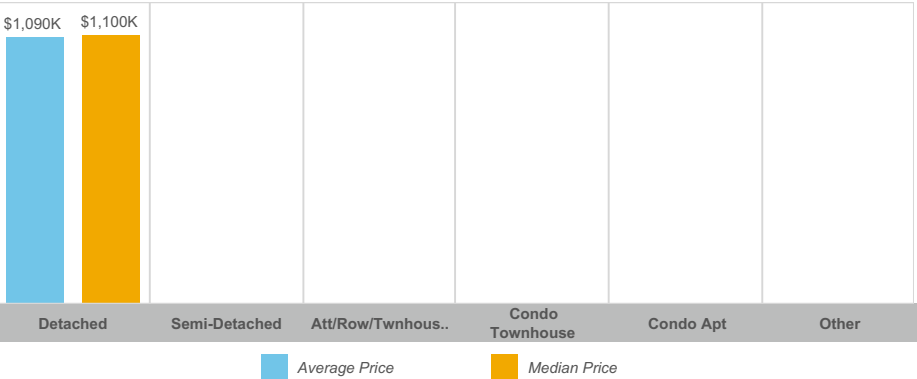 $1,090K $1,100K
Detached Semi-Detached Att/Row/Twnhous.. Condo Townhouse Condo Apt Other
Average Price Median Price